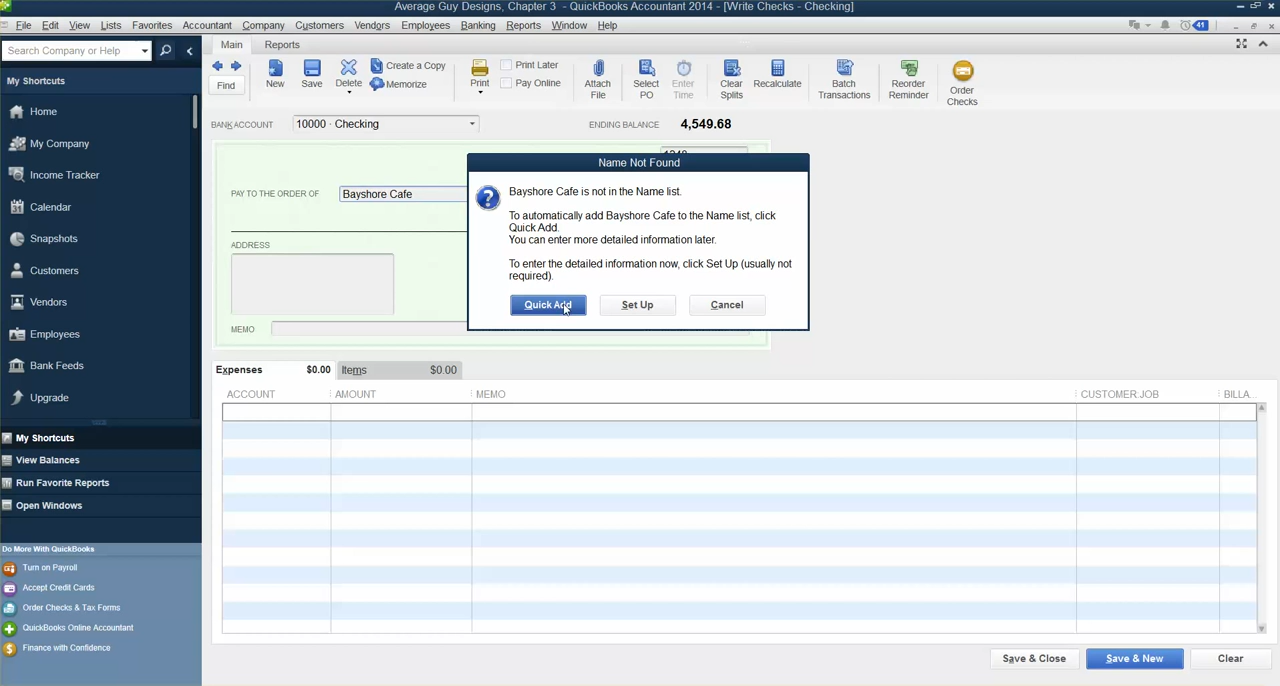 Average Guy Designs, Chapter 3 - QuickBooks Accountant 2014 - [Write Checks - Checking]
File Edit View Lists Favorites Accountant Company Customers Vendors Employees Banking Reports Window Help 41
Search Company or Help
Main Reports
Find
New
Save
Delete
Create a Copy
Memorize
Print
Print Later
Pay Online
Attach
File
Select
PO
Enter
Time
Clear
Splits
Recalculate
Batch
Transactions
Reorder
Reminder
Order
Checks
My Shortcuts
Home
My Company
Income Tracker
Calendar
Snapshots
Customers
Vendors
Employees
Bank Feeds
Upgrade
My Shortcuts
View Balances
Run Favorite Reports
Open Windows
Do More With QuickBooks
Turn on Payroll
Accept Credit Cards
Order Checks & Tax Forms
QuickBooks Online Accountant
Finance with Confidence
BANK ACCOUNT 10000 · Checking ENDING BALANCE 4,549.68
PAY TO THE ORDER OF Bayshore Cafe
ADDRESS
MEMO
Name Not Found
Bayshore Cafe is not in the Name list.
To automatically add Bayshore Cafe to the Name list, click
Quick Add.
You can enter more detailed information later.
To enter the detailed information now, click Set Up (usually not
required).
Quick Add Set Up Cancel
Expenses $0.00 Items $0.00
ACCOUNT AMOUNT MEMO CUSTOMER:JOB BILLA...
Save & Close Save & New Clear